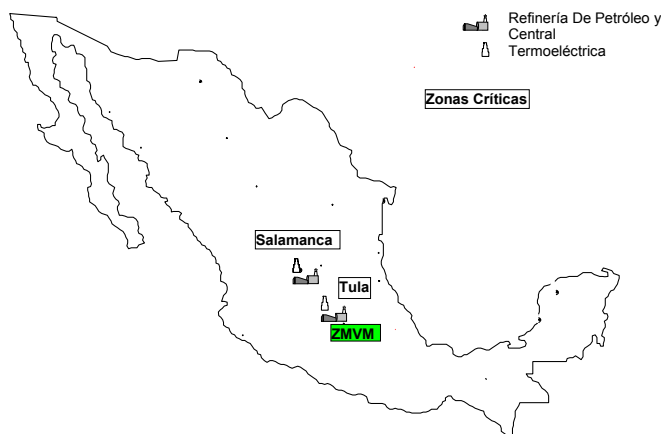 Refinería De Petróleo y
Central
Termoeléctrica
Zonas Críticas
Salamanca
Tula
ZMVM